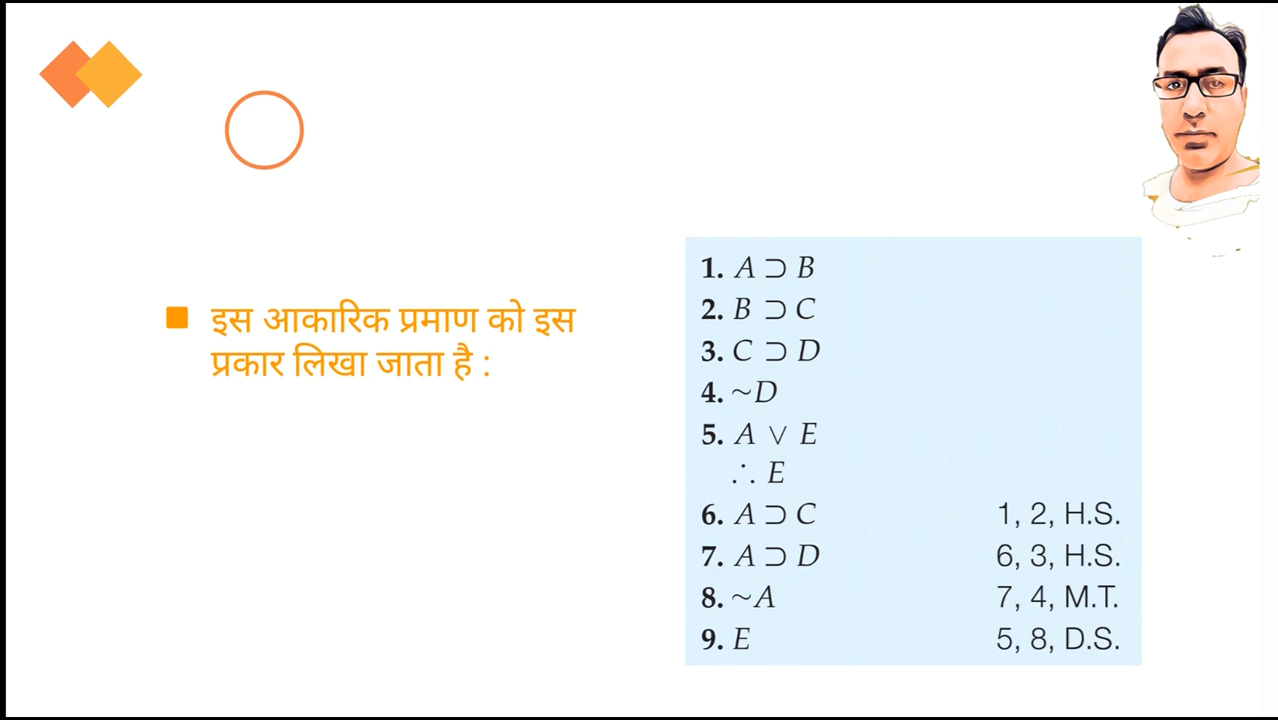 ■ इस आकारिक प्रमाण को इस
प्रकार लिखा जाता है :
1. A ⊃ B
2. B ⊃ C
3. C ⊃ D
4. ~D
5. A ∨ E
∴ E
6. A ⊃ C 1, 2, H.S.
7. A ⊃ D 6, 3, H.S.
8. ~A 7, 4, M.T.
9. E 5, 8, D.S.